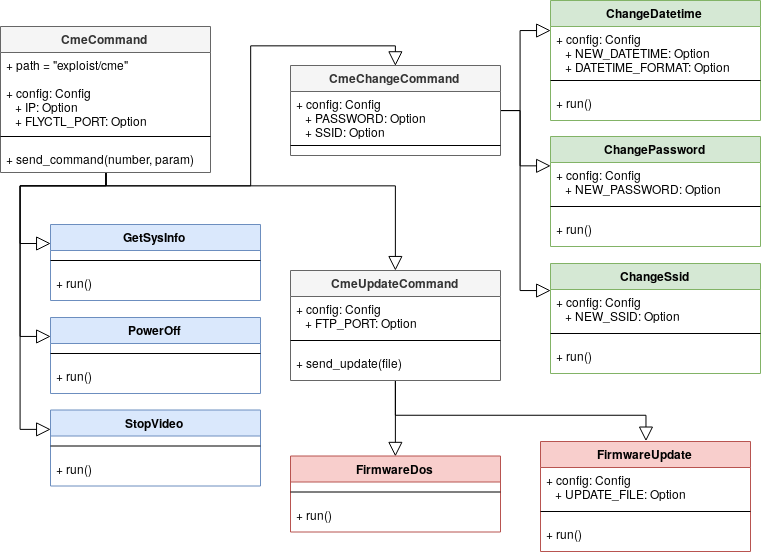 CmeCommand
+ path = "exploist/cme"
+ config: Config
+ IP: Option
+ FLYCTL_PORT: Option
+ send_command(number, param)
CmeChangeCommand
+ config: Config
+ PASSWORD: Option
+ SSID: Option
ChangeDatetime
+ config: Config
+ NEW_DATETIME: Option
+ DATETIME_FORMAT: Option
+ run()
ChangePassword
+ config: Config
+ NEW_PASSWORD: Option
+ run()
ChangeSsid
+ config: Config
+ NEW_SSID: Option
+ run()
GetSysInfo
+ run()
PowerOff
+ run()
StopVideo
+ run()
CmeUpdateCommand
+ config: Config
+ FTP_PORT: Option
+ send_update(file)
FirmwareDos
+ run()
FirmwareUpdate
+ config: Config
+ UPDATE_FILE: Option
+ run()